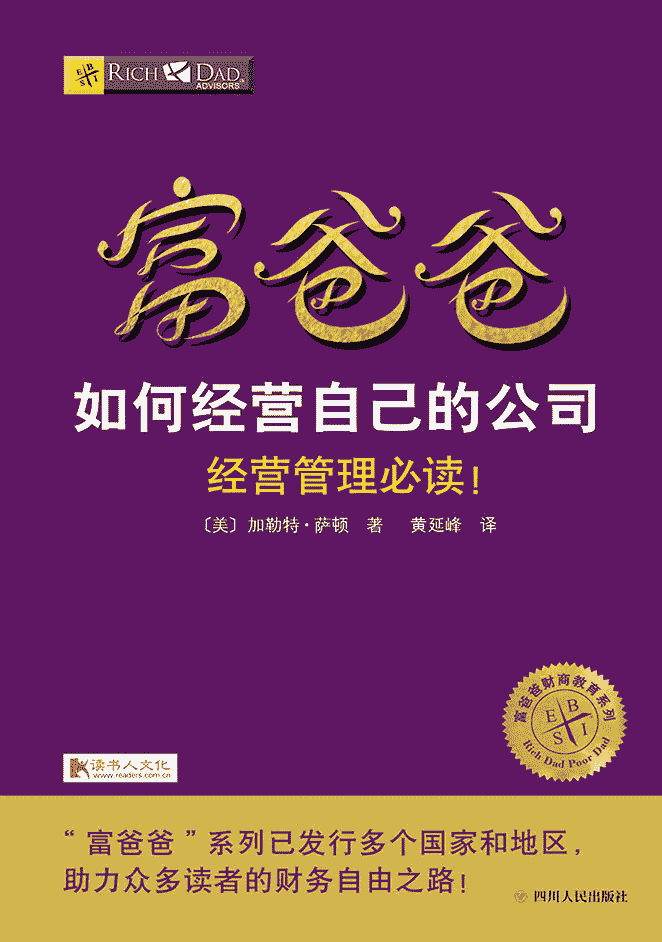 E B S I RICH DAD
ADVISORS
富爸爸
如何经营自己的公司
经营管理必读！
〔美〕加勒特·萨顿 著 黄延峰 译
富爸爸财商教育系列
E B
S I
Rich Dad Poor Dad
读书人文化
www.readers.com.cn
“富爸爸”系列已发行多个国家和地区，
助力众多读者的财务自由之路！
四川人民出版社